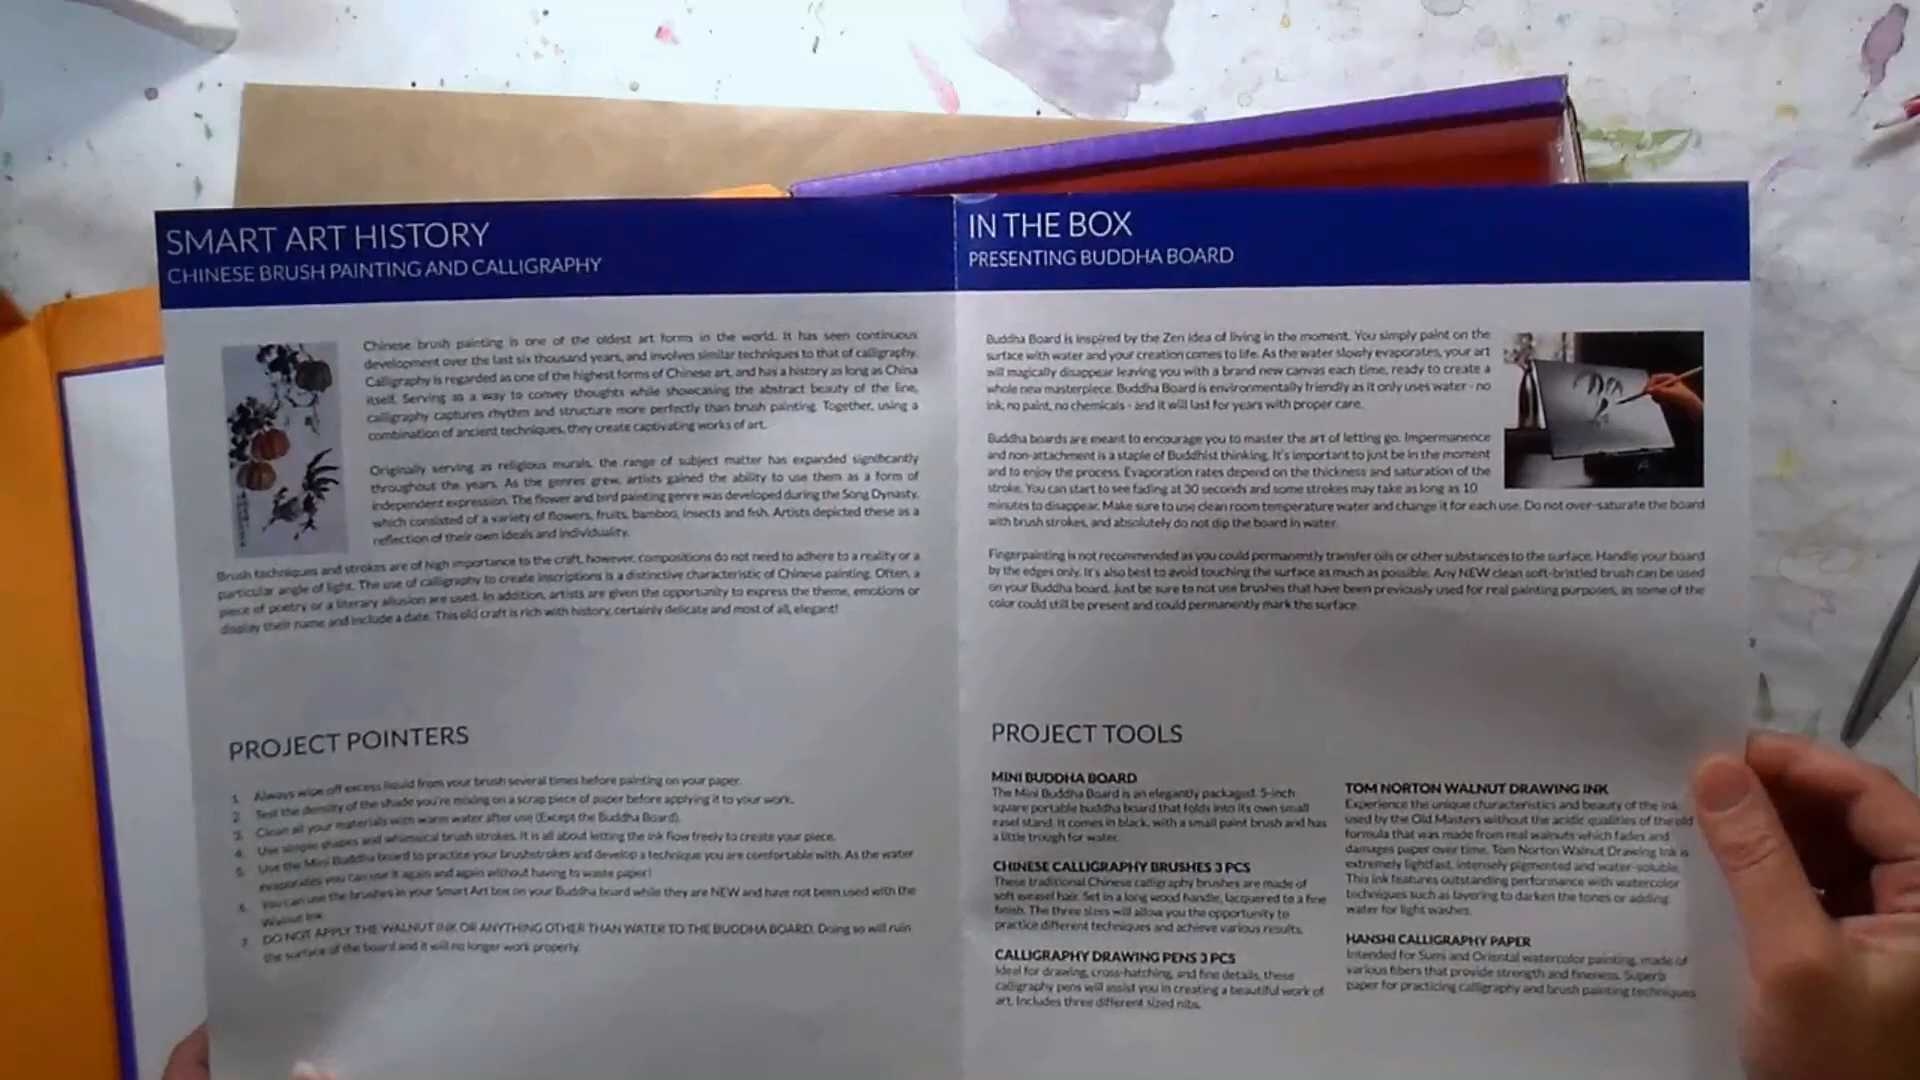 SMART ART HISTORY
CHINESE BRUSH PAINTING AND CALLIGRAPHY
Chinese brush painting is one of the oldest art forms in the world. It has seen continuous
development over the last six thousand years, and involves similar techniques to that of calligraphy.
Calligraphy is regarded as one of the highest forms of Chinese art, and has a history as long as China
itself. Serving as a way to convey thoughts while showcasing the abstract beauty of the line,
calligraphy captures rhythm and structure more perfectly than brush painting. Together, using a
combination of ancient techniques, they create captivating works of art.
Originally serving as religious murals, the range of subject matter has expanded significantly
throughout the years. As the genres grew, artists gained the ability to use them as a form of
independent expression. The flower and bird painting genre was developed during the Song Dynasty,
which consisted of a variety of flowers, fruits, bamboo, insects and fish. Artists depicted these as a
reflection of their own ideals and individuality.
Brush techniques and strokes are of high importance to the craft, however, compositions do not need to adhere to a reality or a
particular angle of light. The use of calligraphy to create inscriptions is a distinctive characteristic of Chinese painting. Often, a
piece of poetry or a literary allusion are used. In addition, artists are given the opportunity to express the theme, emotions or
display their name and include a date. This old craft is rich with history, certainly delicate and most of all, elegant!
PROJECT POINTERS
1. Always wipe off excess liquid from your brush several times before painting on your paper.
2. Test the density of the shade you're mixing on a scrap piece of paper before applying it to your work.
3. Clean all your materials with warm water after use (Except the Buddha Board).
4. Use simple shapes and whimsical brush strokes. It is all about letting the ink flow freely to create your piece.
5. Use the Mini Buddha board to practice your brushstrokes and develop a technique you are comfortable with. As the water
evaporates you can use it again and again without having to waste paper!
6. You can use the brushes in your Smart Art box on your Buddha board while they are NEW and have not been used with the
Walnut Ink
7. DO NOT APPLY THE WALNUT INK OR ANYTHING OTHER THAN WATER TO THE BUDDHA BOARD. Doing so will ruin
the surface of the board and it will no longer work properly.
IN THE BOX
PRESENTING BUDDHA BOARD
Buddha Board is inspired by the Zen idea of living in the moment. You simply paint on the
surface with water and your creation comes to life. As the water slowly evaporates, your art
will magically disappear leaving you with a brand new canvas each time, ready to create a
whole new masterpiece. Buddha Board is environmentally friendly as it only uses water - no
ink, no paint, no chemicals - and it will last for years with proper care.
Buddha boards are meant to encourage you to master the art of letting go. Impermanence
and non-attachment is a staple of Buddhist thinking. It's important to just be in the moment
and to enjoy the process. Evaporation rates depend on the thickness and saturation of the
stroke. You can start to see fading at 30 seconds and some strokes may take as long as 10
minutes to disappear. Make sure to use clean room temperature water and change it for each use. Do not over-saturate the board
with brush strokes, and absolutely do not dip the board in water.
Fingerpainting is not recommended as you could permanently transfer oils or other substances to the surface. Handle your board
by the edges only. It's also best to avoid touching the surface as much as possible. Any NEW clean soft-bristled brush can be used
on your Buddha board. Just be sure to not use brushes that have been previously used for real painting purposes, as some of the
color could still be present and could permanently mark the surface.
PROJECT TOOLS
MINI BUDDHA BOARD
The Mini Buddha Board is an elegantly packaged, 5-inch
square portable buddha board that folds into its own small
easel stand. It comes in black, with a small paint brush and has
a little trough for water.
CHINESE CALLIGRAPHY BRUSHES 3 PCS
These traditional Chinese calligraphy brushes are made of
soft weasel hair. Set in a long wood handle, lacquered to a fine
finish. The three sizes will allow you the opportunity to
practice different techniques and achieve various results.
CALLIGRAPHY DRAWING PENS 3 PCS
Ideal for drawing, cross-hatching, and fine details, these
calligraphy pens will assist you in creating a beautiful work of
art. Includes three different sized nibs.
TOM NORTON WALNUT DRAWING INK
Experience the unique characteristics and beauty of the ink
used by the Old Masters without the acidic qualities of the old
formula that was made from real walnuts which fades and
damages paper over time. Tom Norton Walnut Drawing Ink is
extremely lightfast, intensely pigmented and water-soluble.
This ink features outstanding performance with watercolor
techniques such as layering to darken the tones or adding
water for light washes.
HANSHI CALLIGRAPHY PAPER
Intended for Sumi and Oriental watercolor painting, made of
various fibers that provide strength and fineness. Superb
paper for practicing calligraphy and brush painting techniques